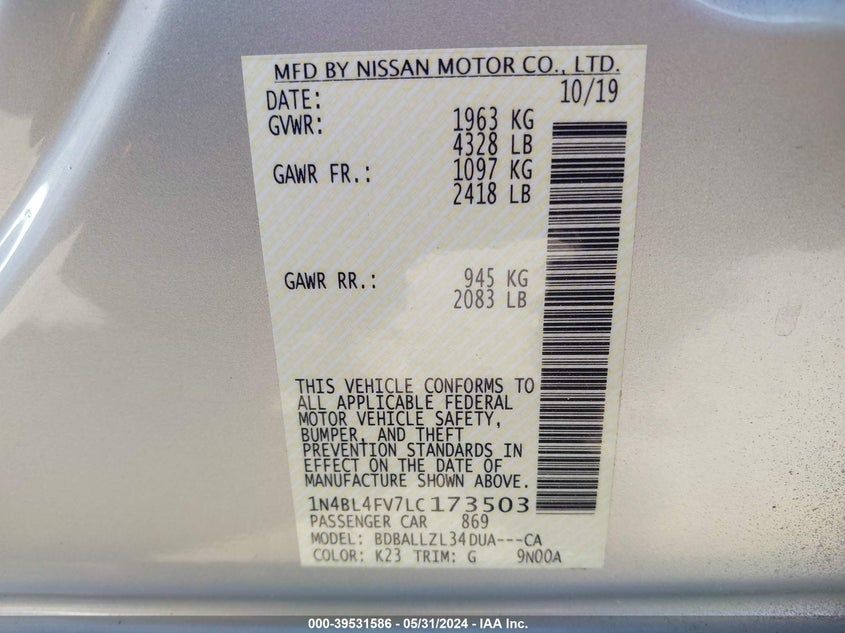 MFD BY NISSAN MOTOR CO., LTD.
DATE: 10/19
GVWR: 1963 KG
4328 LB
GAWR FR.: 1097 KG
2418 LB
GAWR RR.: 945 KG
2083 LB
THIS VEHICLE CONFORMS TO
ALL APPLICABLE FEDERAL
MOTOR VEHICLE SAFETY,
BUMPER, AND THEFT
PREVENTION STANDARDS IN
EFFECT ON THE DATE OF
MANUFACTURE SHOWN ABOVE.
1N4BL4FV7LC173503
PASSENGER CAR 869
MODEL: BDBALLZL34DUA---CA
COLOR: K23 TRIM: G 9N00A
000-39531586 - 05/31/2024 - IAA Inc.